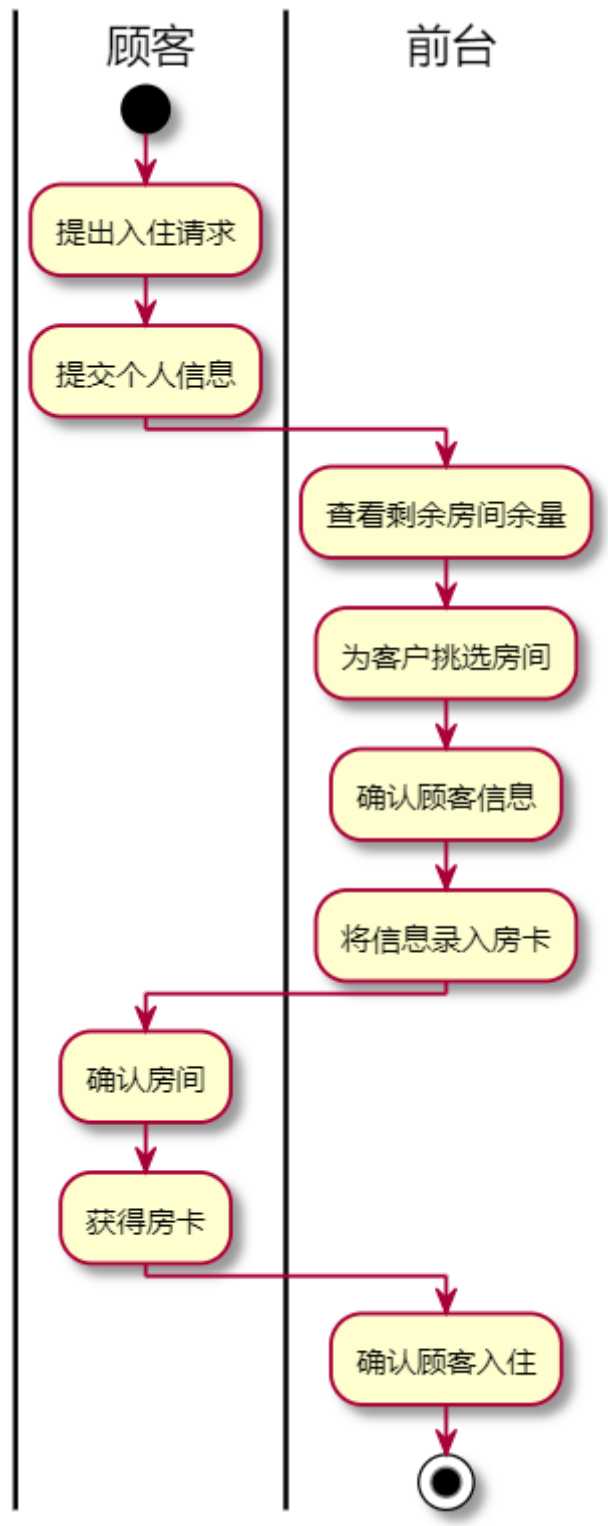 顾客
前台
提出入住请求
提交个人信息
查看剩余房间余量
为客户挑选房间
确认顾客信息
将信息录入房卡
确认房间
获得房卡
确认顾客入住